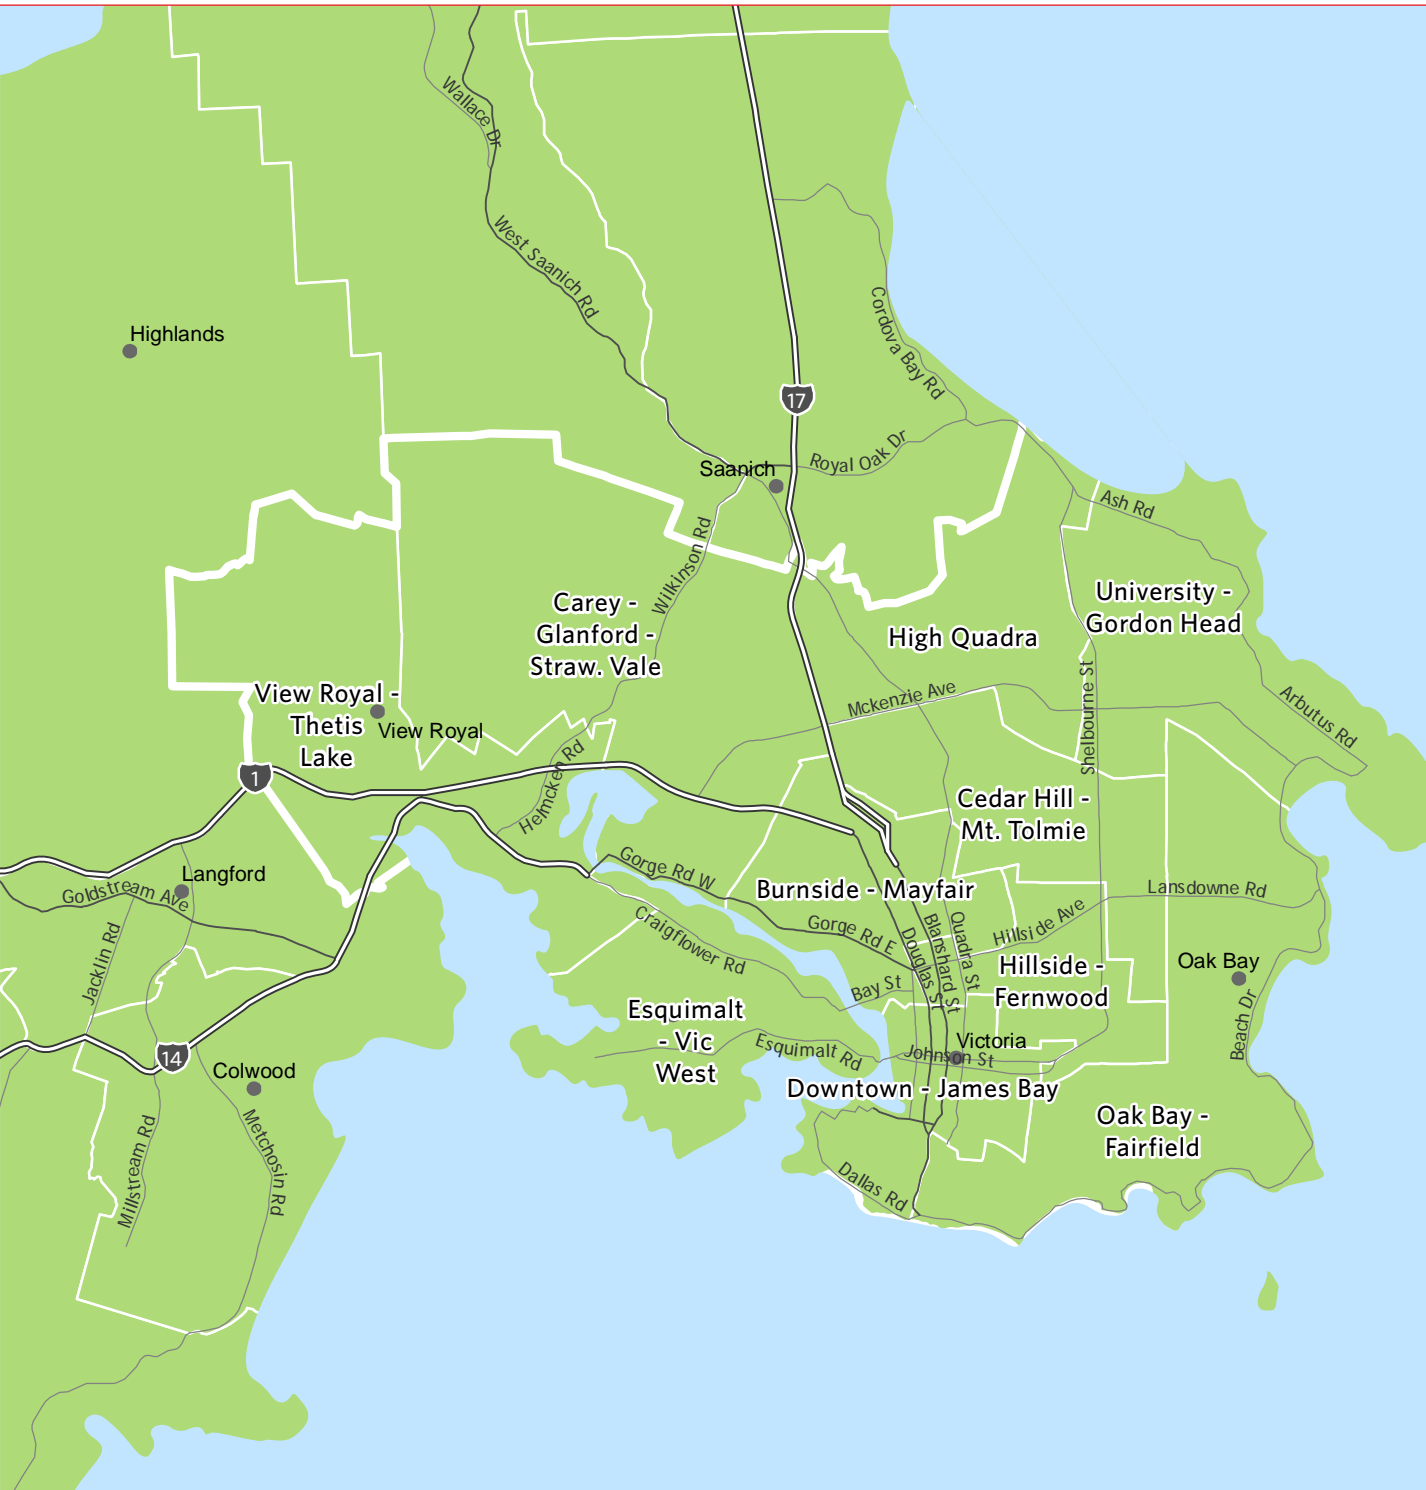 Wallace Dr
West Saanich Rd
Highlands
Cordova Bay Rd
17
Royal Oak Dr
Saanich
Ash Rd
Wilkinson Rd
Carey -
Glanford -
Straw. Vale
University -
Gordon Head
High Quadra
View Royal -
Thetis
Lake
View Royal
Mckenzie Ave
Shelbourne St
Arbutus Rd
1
Helmcken Rd
Cedar Hill -
Mt. Tolmie
Langford
Goldstream Ave
Gorge Rd W
Burnside - Mayfair
Lansdowne Rd
Jacklin Rd
Craigflower Rd
Gorge Rd E
Douglas St
Blanshard St
Quadra St
Hillside Ave
Hillside -
Fernwood
Oak Bay
Bay St
Esquimalt
- Vic
West
Beach Dr
14
Esquimalt Rd
Victoria
Johnson St
Colwood
Downtown - James Bay
Oak Bay -
Fairfield
Metchosin Rd
Millstream Rd
Dallas Rd